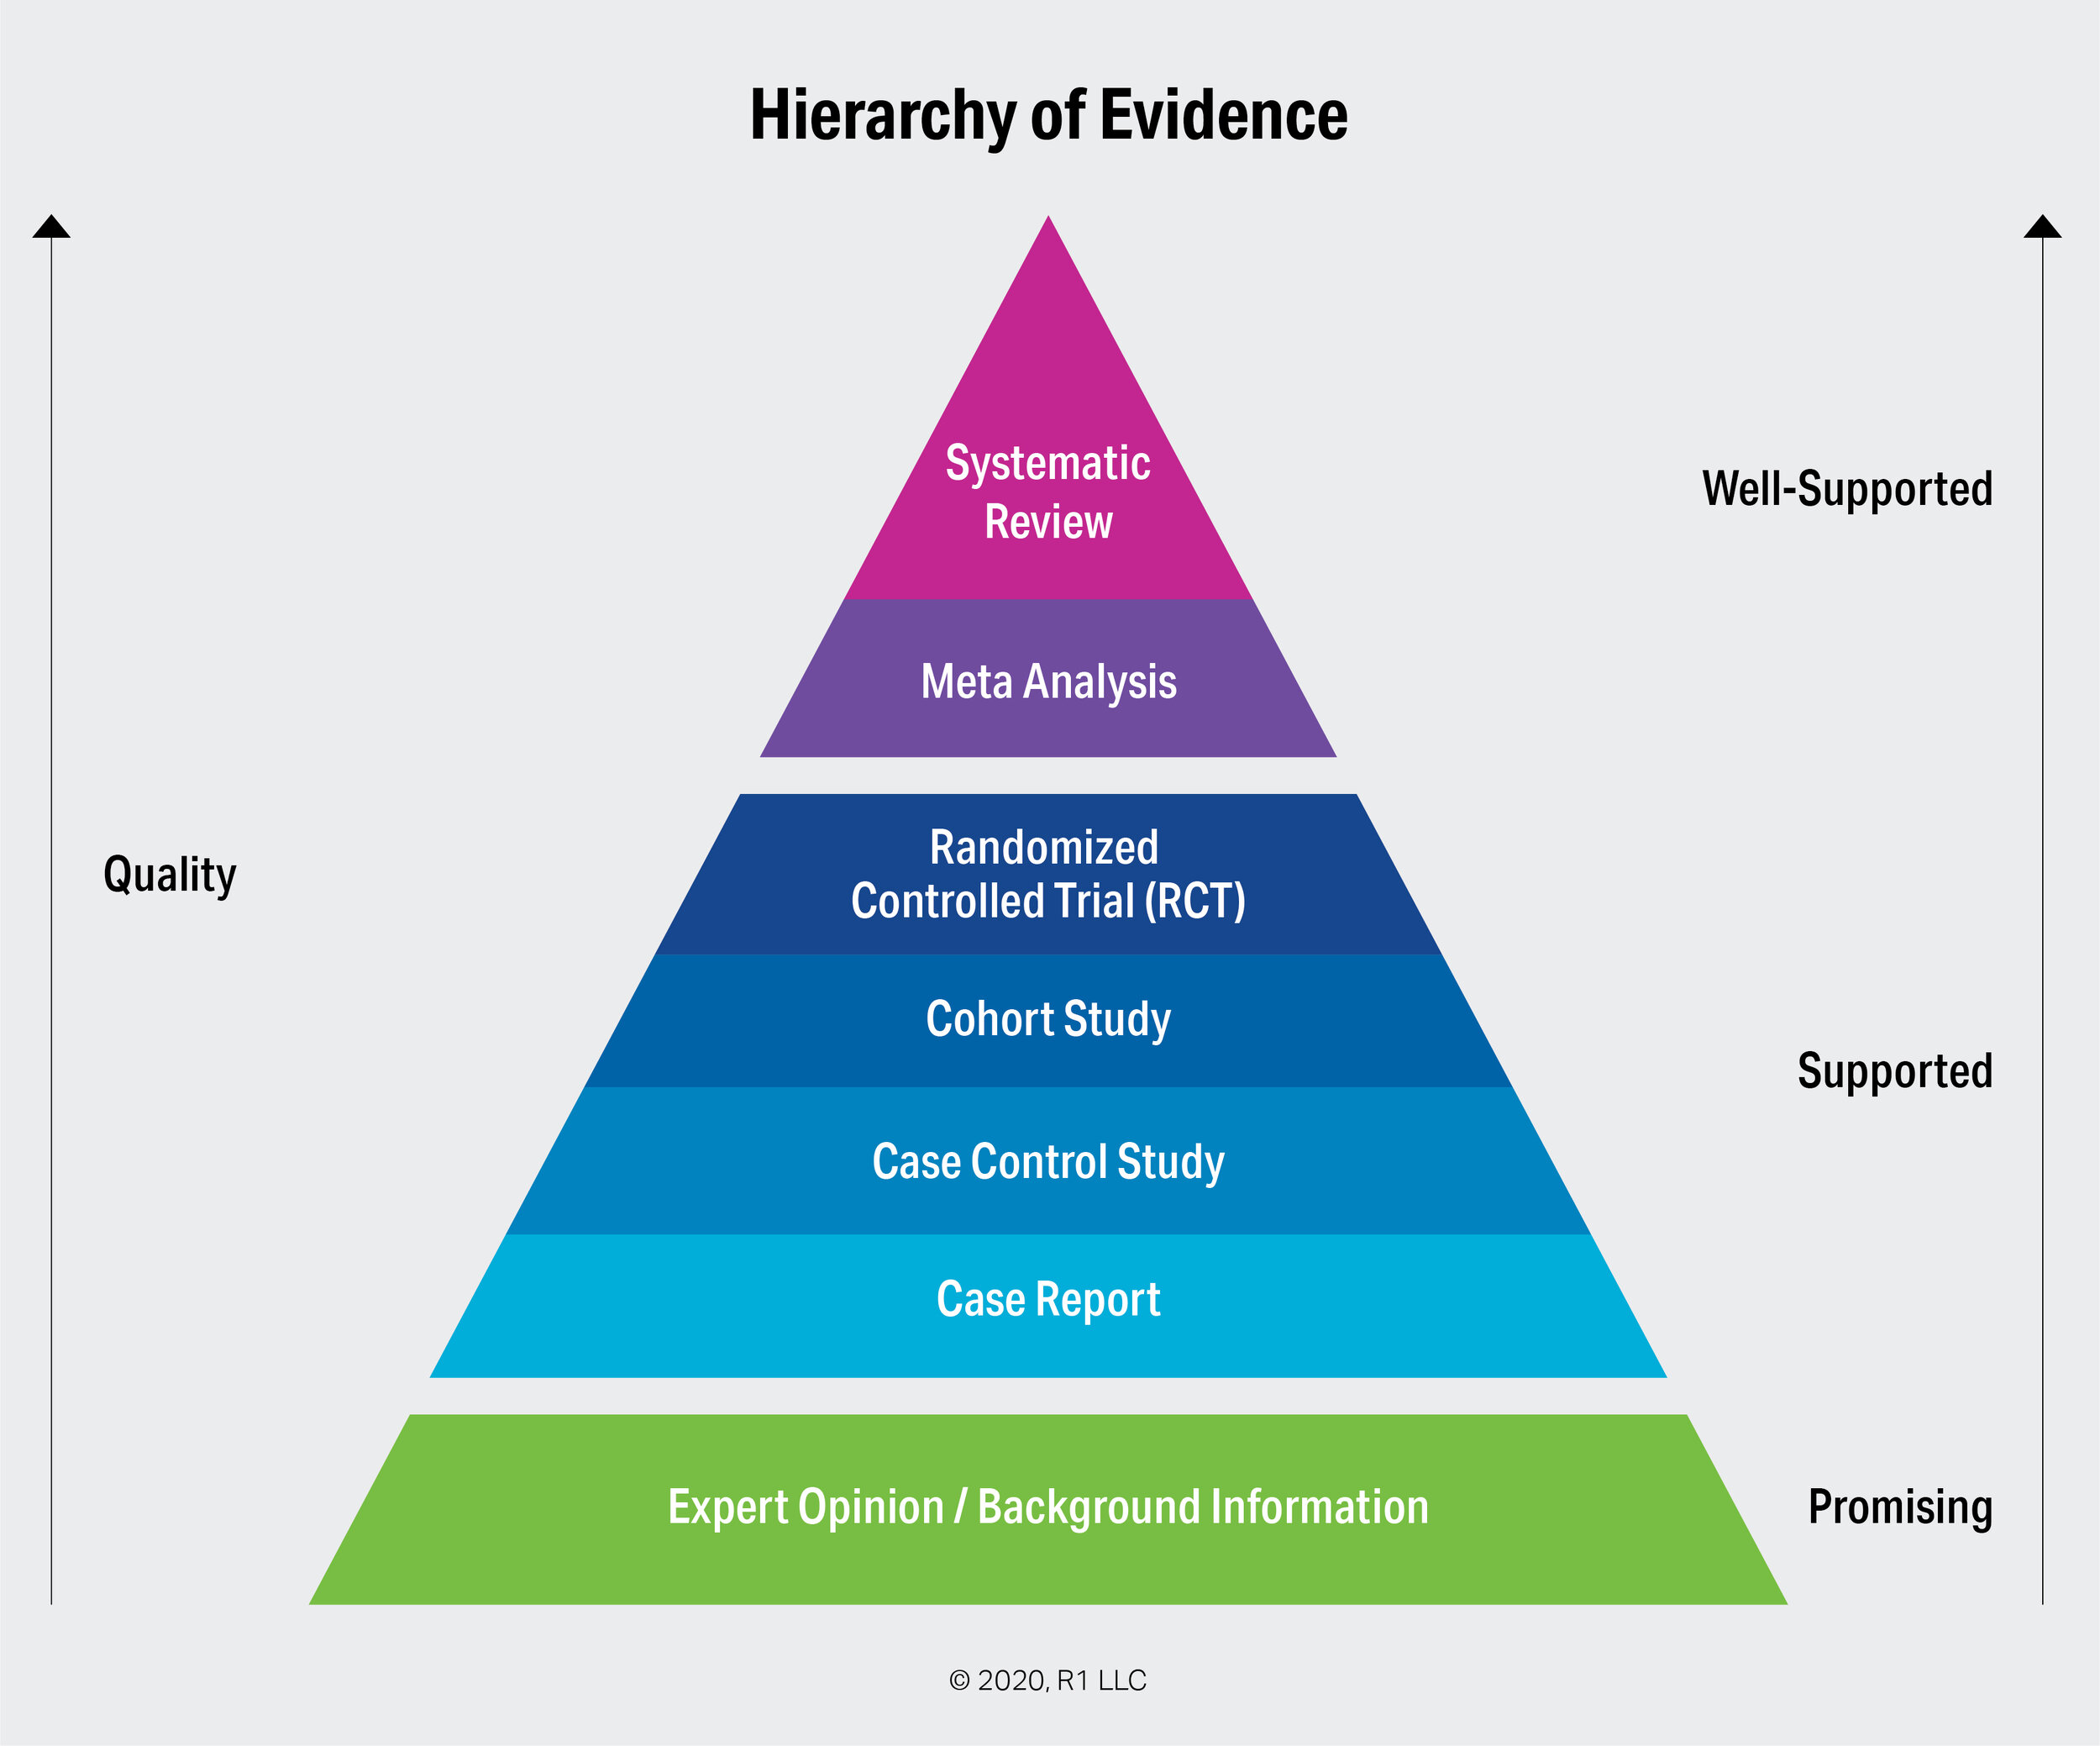 Hierarchy of Evidence
Systematic
Review
Well-Supported
Meta Analysis
Randomized
Controlled Trial (RCT)
Quality
Cohort Study
Supported
Case Control Study
Case Report
Expert Opinion / Background Information
Promising
© 2020, R1 LLC